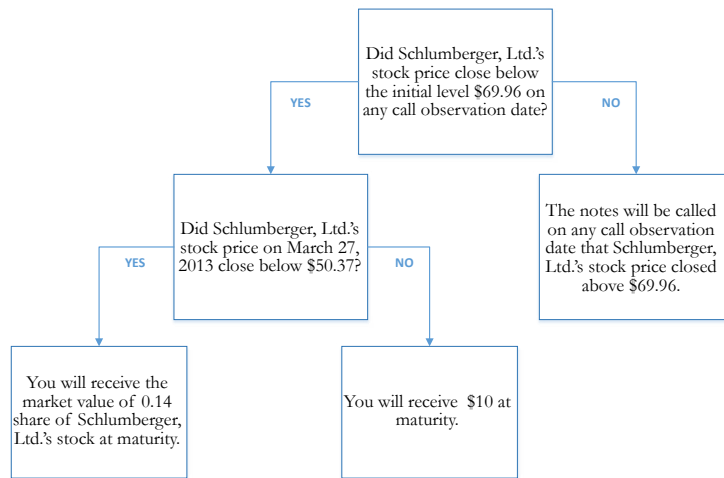 Did Schlumberger, Ltd.'s
stock price close below
the initial level $69.96 on
any call observation date?
YES
NO
Did Schlumberger, Ltd.'s
stock price on March 27,
2013 close below $50.37?
The notes will be called
on any call observation
date that Schlumberger,
Ltd.'s stock price closed
above $69.96.
YES
NO
You will receive the
market value of 0.14
share of Schlumberger,
Ltd.'s stock at maturity.
You will receive $10 at
maturity.